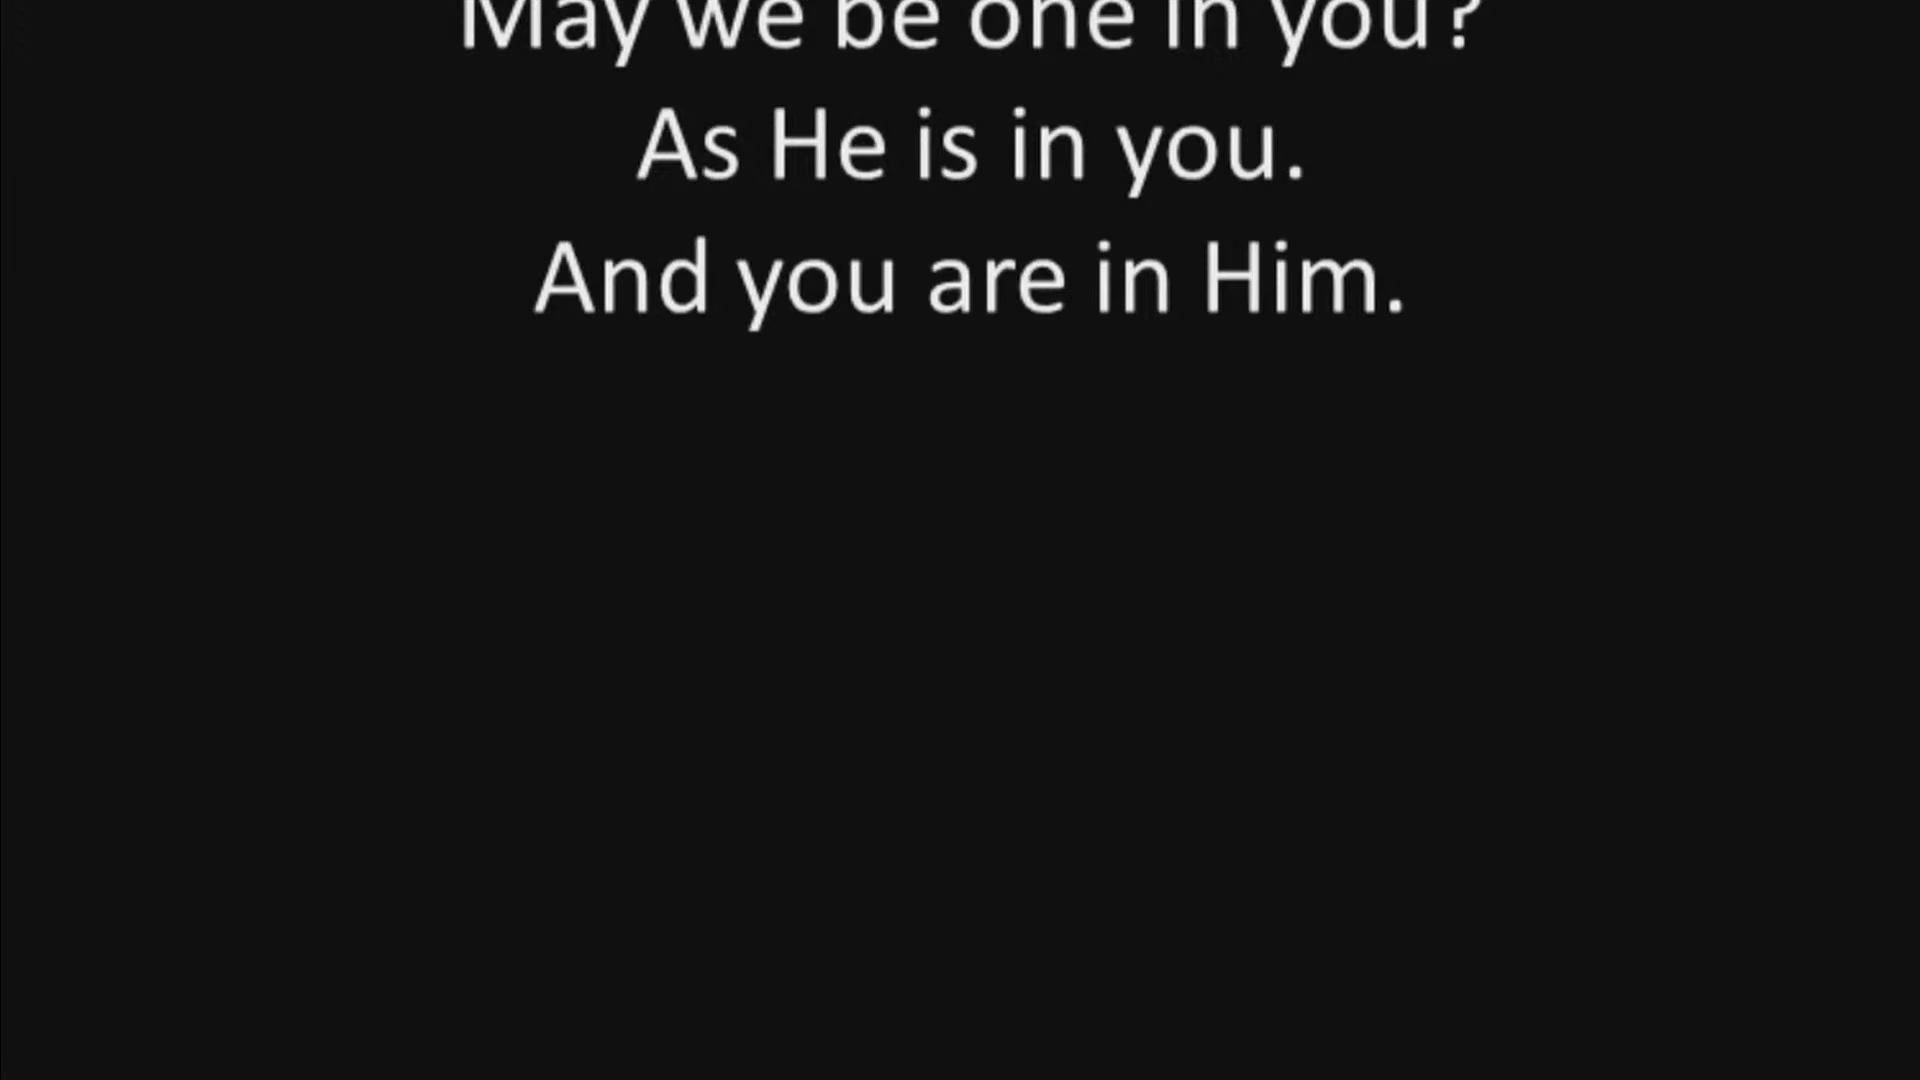 May we be one in you?
As He is in you.
And you are in Him.